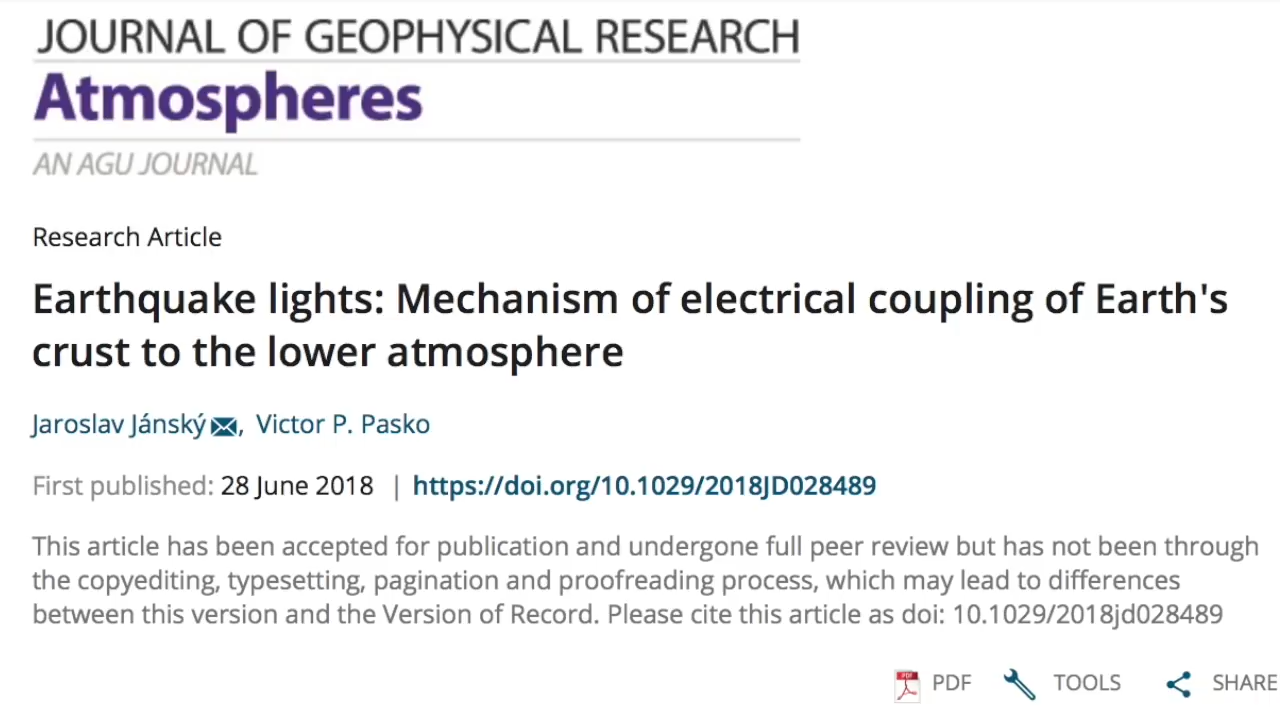 JOURNAL OF GEOPHYSICAL RESEARCH
Atmospheres
AN AGU JOURNAL
Research Article
Earthquake lights: Mechanism of electrical coupling of Earth's
crust to the lower atmosphere
Jaroslav Jánský, Victor P. Pasko
First published: 28 June 2018 | https://doi.org/10.1029/2018JD028489
This article has been accepted for publication and undergone full peer review but has not been through
the copyediting, typesetting, pagination and proofreading process, which may lead to differences
between this version and the Version of Record. Please cite this article as doi: 10.1029/2018jd028489
PDF TOOLS SHARE